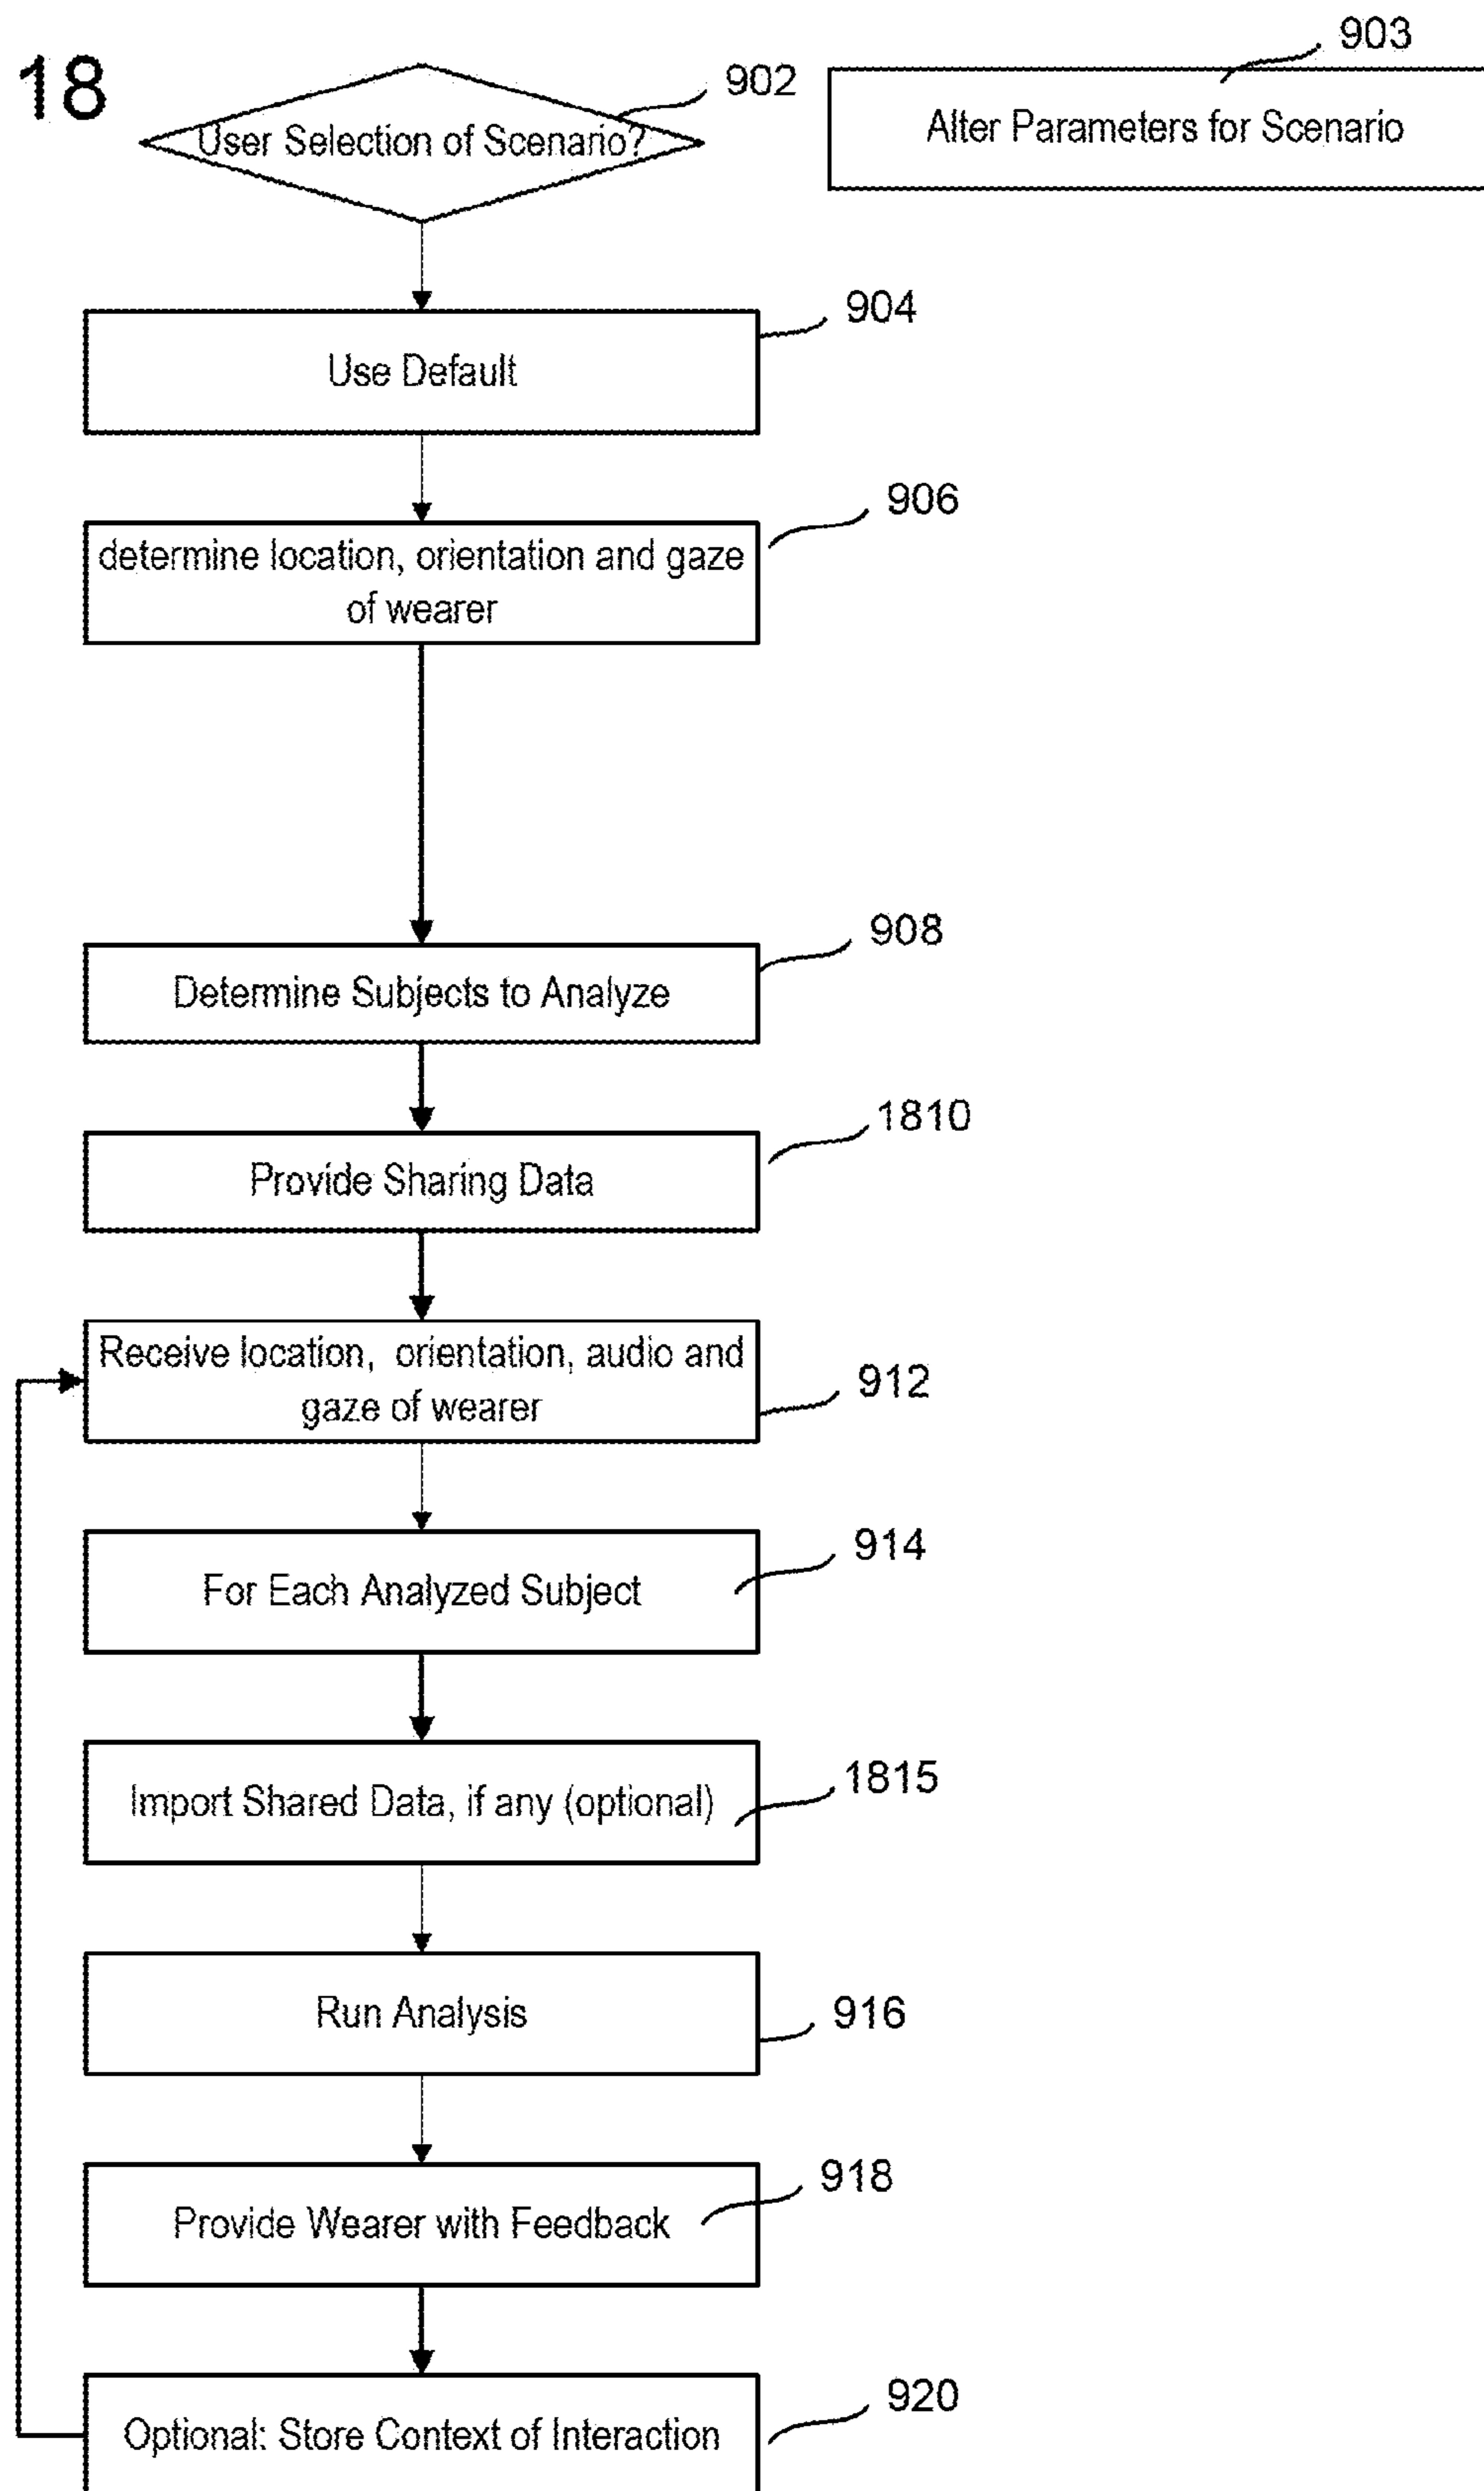 18
902
User Selection of Scenario?
903
Alter Parameters for Scenario
904
Use Default
906
determine location, orientation and gaze
of wearer
908
Determine Subjects to Analyze
1810
Provide Sharing Data
Receive location, orientation, audio and
gaze of wearer
912
914
For Each Analyzed Subject
1815
Import Shared Data, if any (optional)
Run Analysis
916
918
Provide Wearer with Feedback
920
Optional: Store Context of Interaction